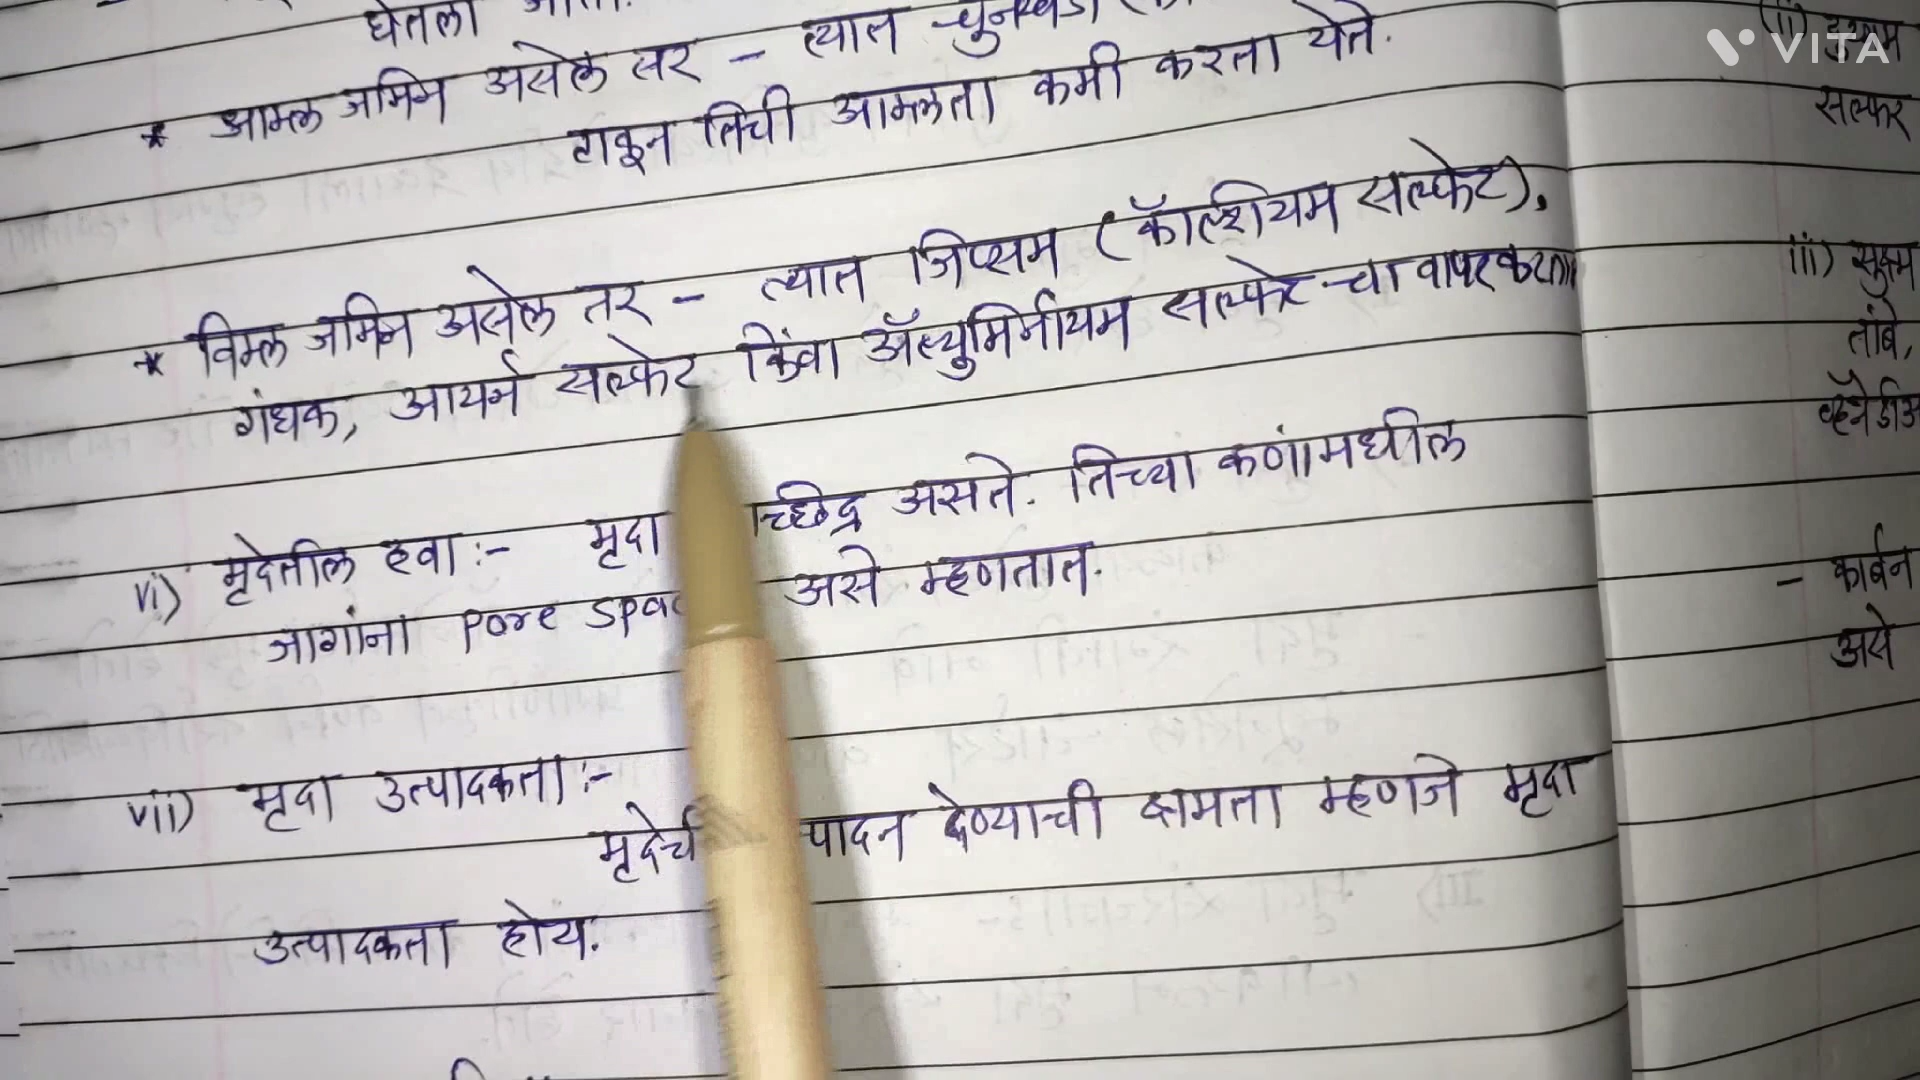 घेतला जातो.
* आम्ल जमिन असेल तर - त्यात चुनखडी
टाकून तिची आम्लता कमी करता येते.
* विम्ल जमिन असेल तर - त्यात जिप्सम (कॅल्शियम सल्फेट),
गंधक, आयर्न सल्फेट किंवा ॲल्युमिनीयम सल्फेट चा वापर करतात
vi) मृदेतील हवा :- मृदा च्छिद्र असते. तिच्या कणांमधील
जागांना pore spac असे म्हणतात.
vii) मृदा उत्पादकता :-
मृदेची पादन देण्याची क्षमता म्हणजे मृदा
उत्पादकता होय.
(ii) दुय्यम
सल्फर
iii) सूक्ष्म
तांबे,
- कार्बन
असे
VITA